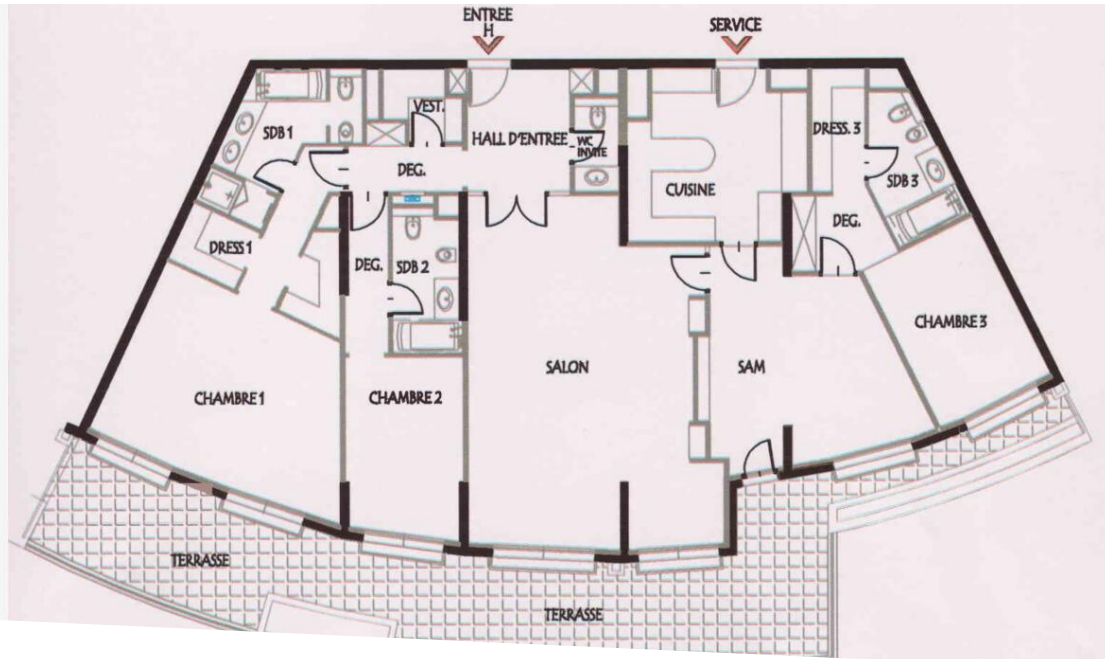 ENTREE
H
SERVICE
SDB 1
VEST.
HALL D'ENTREE
WC
INVITE
DEG.
CUISINE
DRESS. 3
SDB 3
DEG.
DRESS 1
DEG.
SDB 2
CHAMBRE 1
CHAMBRE 2
SALON
SAM
CHAMBRE 3
TERRASSE
TERRASSE